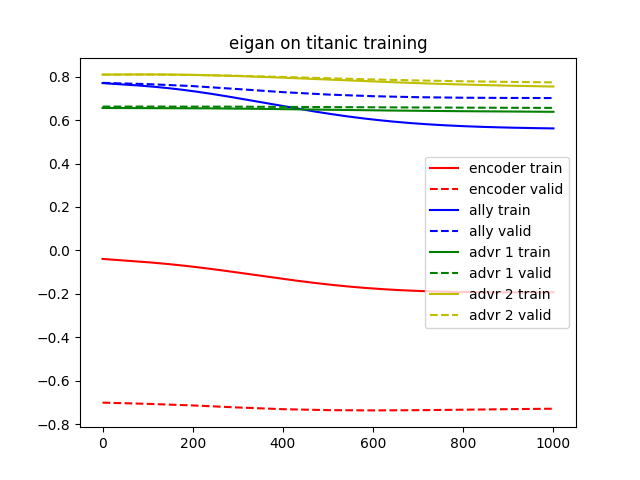 eigan on titanic training
0.8
0.6
0.4
0.2
0.0
−0.2
−0.4
−0.6
−0.8
encoder train
encoder valid
ally train
ally valid
advr 1 train
advr 1 valid
advr 2 train
advr 2 valid
0 200 400 600 800 1000